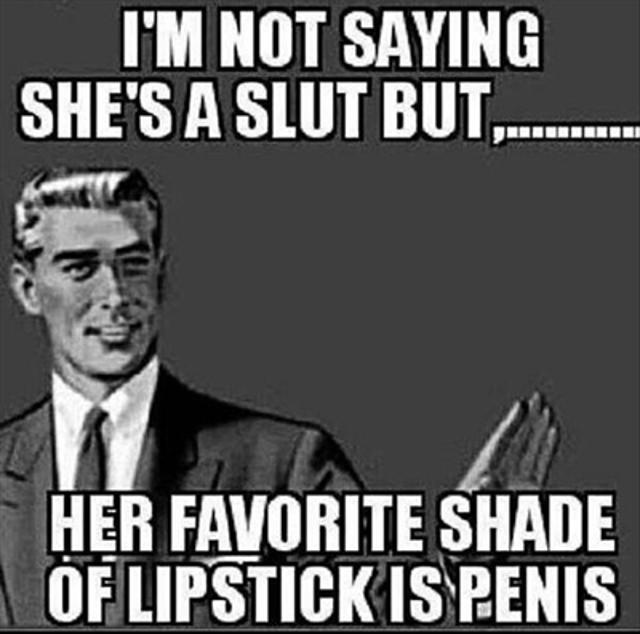 I'M NOT SAYING
SHE'S A SLUT BUT,............
HER FAVORITE SHADE
OF LIPSTICK IS PENIS